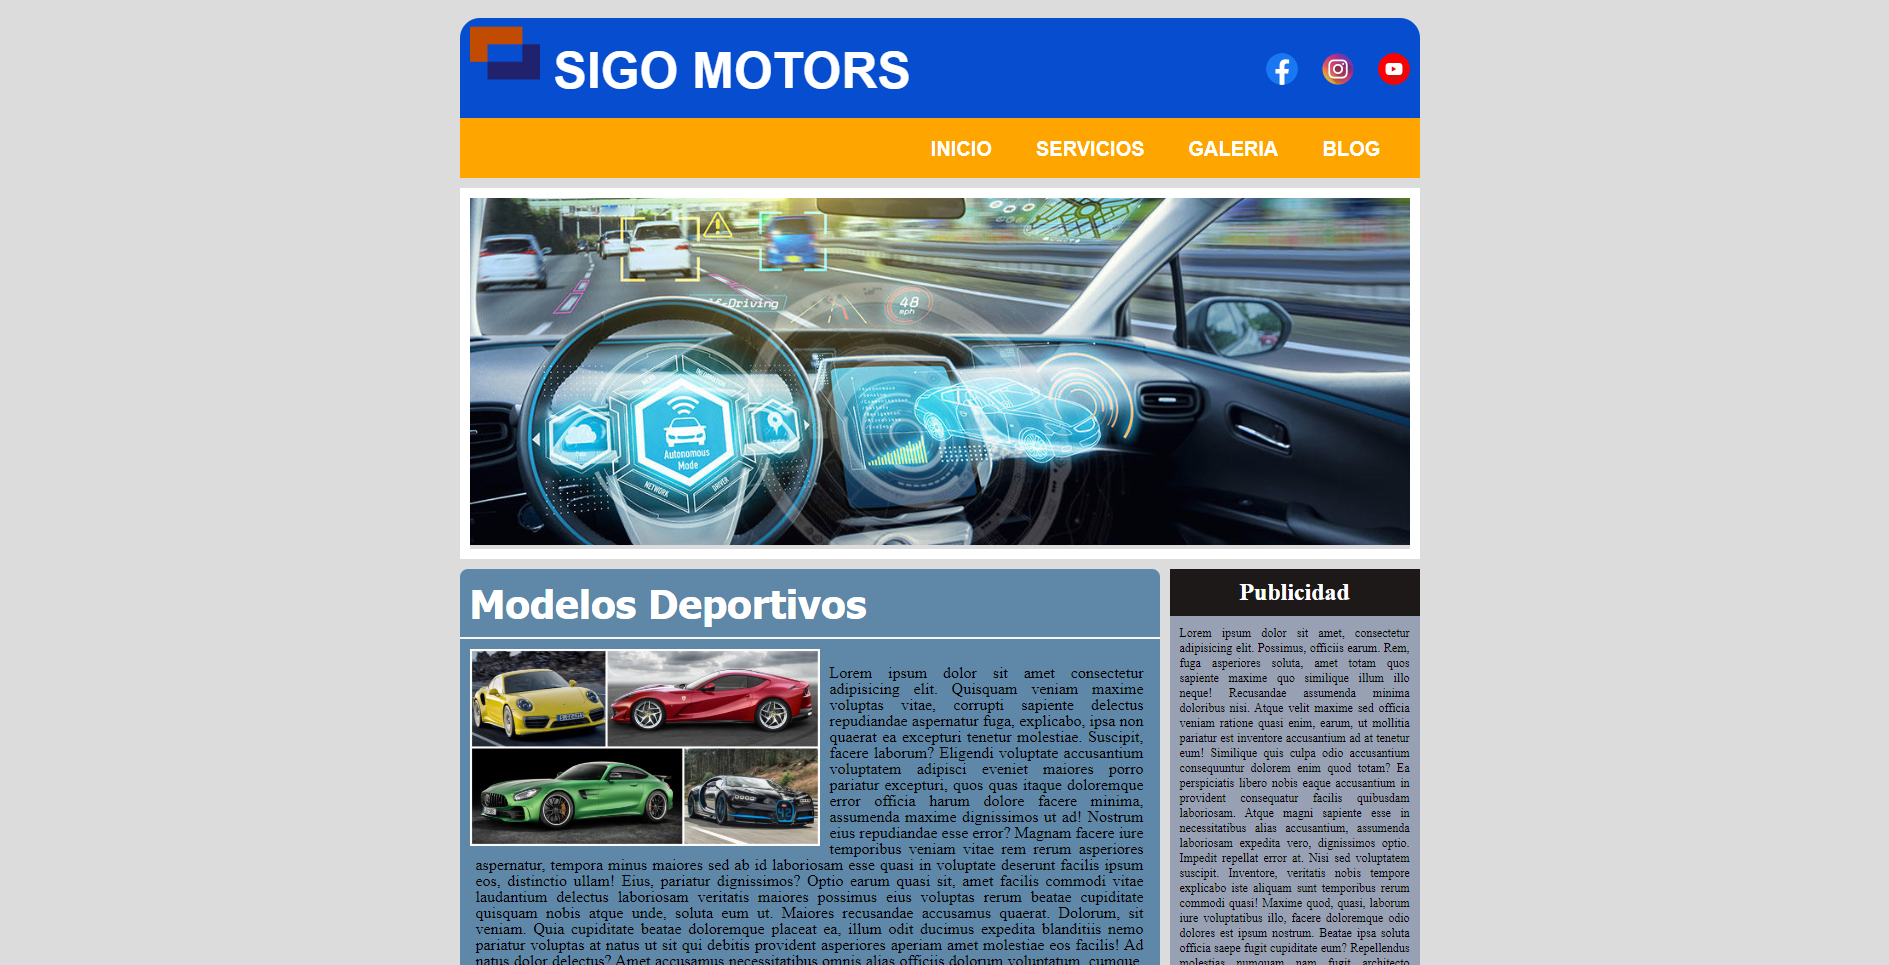 SIGO MOTORS
INICIO SERVICIOS GALERIA BLOG
-Driving
48
mph
MENU
INFORMATION
Autonomous
Mode
NETWORK
DRIVER
Modelos Deportivos
Lorem ipsum dolor sit amet consectetur
adipisicing elit. Quisquam veniam maxime
voluptas vitae, corrupti sapiente delectus
repudiandae aspernatur fuga, explicabo, ipsa non
quaerat ea excepturi tenetur molestiae. Suscipit,
facere laborum? Eligendi voluptate accusantium
voluptatem adipisci eveniet maiores porro
pariatur excepturi, quos quas itaque doloremque
error officia harum dolore facere minima,
assumenda maxime dignissimos ut ad! Nostrum
eius repudiandae esse error? Magnam facere iure
temporibus veniam vitae rem rerum asperiores
aspernatur, tempora minus maiores sed ab id laboriosam esse quasi in voluptate deserunt facilis ipsum
eos, distinctio ullam! Eius, pariatur dignissimos? Optio earum quasi sit, amet facilis commodi vitae
laudantium delectus laboriosam veritatis maiores possimus eius voluptas rerum beatae cupiditate
quisquam nobis atque unde, soluta eum ut. Maiores recusandae accusamus quaerat. Dolorum, sit
veniam. Quia cupiditate beatae doloremque placeat ea, illum odit ducimus expedita blanditiis nemo
pariatur voluptas at natus ut sit qui debitis provident asperiores aperiam amet molestiae eos facilis! Ad
natus dolor delectus? Amet accusamus necessitatibus omnis alias officiis dolorum voluptatum, cumque,
Publicidad
Lorem ipsum dolor sit amet, consectetur
adipisicing elit. Possimus, officiis earum. Rem,
fuga asperiores soluta, amet totam quos
sapiente maxime quo similique illum illo
neque! Recusandae assumenda minima
doloribus nisi. Atque velit maxime sed officia
veniam ratione quasi enim, earum, ut mollitia
pariatur est inventore accusantium ad at tenetur
eum! Similique quis culpa odio accusantium
consequuntur dolorem enim quod totam? Ea
perspiciatis libero nobis eaque accusantium in
provident consequatur facilis quibusdam
laboriosam. Atque magni sapiente esse in
necessitatibus alias accusantium, assumenda
laboriosam expedita vero, dignissimos optio.
Impedit repellat error at. Nisi sed voluptatem
suscipit. Inventore, veritatis nobis tempore
explicabo iste aliquam sunt temporibus rerum
commodi quasi! Maxime quod, quasi, laborum
iure voluptatibus illo, facere doloremque odio
dolores est ipsum nostrum. Beatae ipsa soluta
officia saepe fugit cupiditate eum? Repellendus
molestias numquam nam fugit architecto